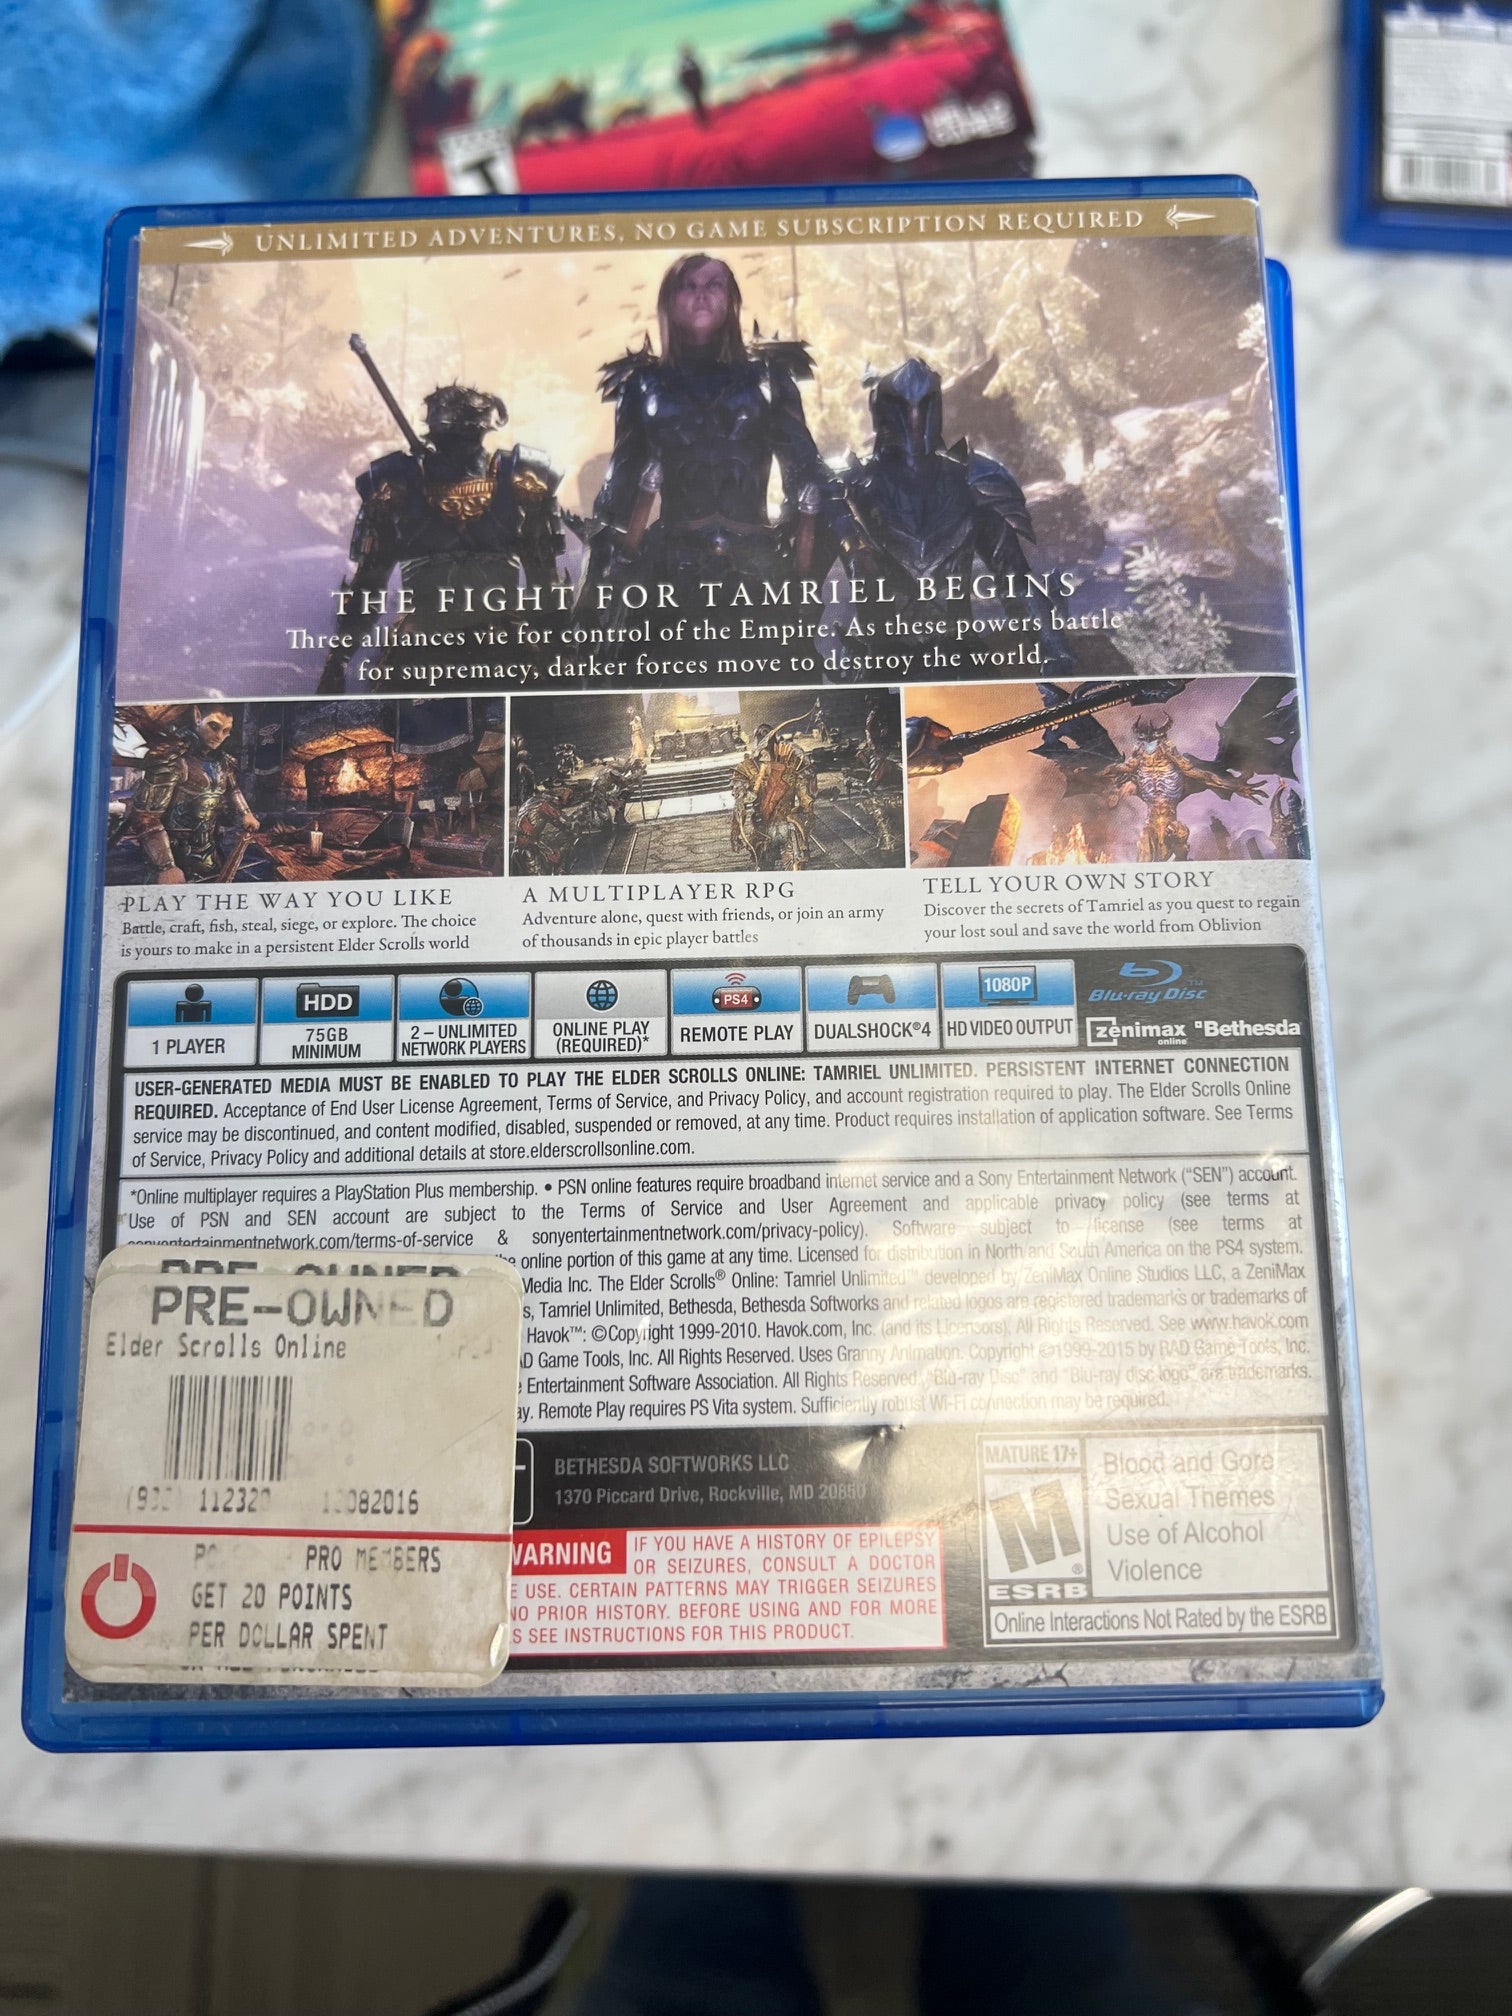 T
UNLIMITED ADVENTURES, NO GAME SUBSCRIPTION REQUIRED
THE FIGHT FOR TAMRIEL BEGINS
Three alliances vie for control of the Empire. As these powers battle
for supremacy, darker forces move to destroy the world.
PLAY THE WAY YOU LIKE
Battle, craft, fish, steal, siege, or explore. The choice
is yours to make in a persistent Elder Scrolls world
A MULTIPLAYER RPG
Adventure alone, quest with friends, or join an army
of thousands in epic player battles
TELL YOUR OWN STORY
Discover the secrets of Tamriel as you quest to regain
your lost soul and save the world from Oblivion
1 PLAYER
HDD
75GB
MINIMUM
2 – UNLIMITED
NETWORK PLAYERS
ONLINE PLAY
(REQUIRED)*
PS4
REMOTE PLAY
DUALSHOCK®4
1080P
HD VIDEO OUTPUT
Blu-ray Disc™
zenimax online
Bethesda
USER-GENERATED MEDIA MUST BE ENABLED TO PLAY THE ELDER SCROLLS ONLINE: TAMRIEL UNLIMITED. PERSISTENT INTERNET CONNECTION
REQUIRED. Acceptance of End User License Agreement, Terms of Service, and Privacy Policy, and account registration required to play. The Elder Scrolls Online
service may be discontinued, and content modified, disabled, suspended or removed, at any time. Product requires installation of application software. See Terms
of Service, Privacy Policy and additional details at store.elderscrollsonline.com.
*Online multiplayer requires a PlayStation Plus membership. • PSN online features require broadband internet service and a Sony Entertainment Network (“SEN”) account.
Use of PSN and SEN account are subject to the Terms of Service and User Agreement and applicable privacy policy (see terms at
sonyentertainmentnetwork.com/terms-of-service & sonyentertainmentnetwork.com/privacy-policy). Software subject to license (see terms at
online portion of this game at any time. Licensed for distribution in North and South America on the PS4 system.
Media Inc. The Elder Scrolls® Online: Tamriel Unlimited™ developed by ZeniMax Online Studios LLC, a ZeniMax
Tamriel Unlimited, Bethesda, Bethesda Softworks and related logos are registered trademarks or trademarks of
Havok™: ©Copyright 1999-2010. Havok.com, Inc. (and its Licensors). All Rights Reserved. See www.havok.com
Game Tools, Inc. All Rights Reserved. Uses Granny Animation. Copyright ©1999-2015 by RAD Game Tools, Inc.
Entertainment Software Association. All Rights Reserved. “Blu-ray Disc” and “Blu-ray disc logo” are trademarks.
Remote Play requires PS Vita system. Sufficiently robust Wi-Fi connection may be required.
PRE-OWNED
PRE-OWNED
Elder Scrolls Online
PRO MEMBERS
GET 20 POINTS
PER DOLLAR SPENT
BETHESDA SOFTWORKS LLC
1370 Piccard Drive, Rockville, MD 20850
WARNING
IF YOU HAVE A HISTORY OF EPILEPSY
OR SEIZURES, CONSULT A DOCTOR
USE. CERTAIN PATTERNS MAY TRIGGER SEIZURES
NO PRIOR HISTORY. BEFORE USING AND FOR MORE
SEE INSTRUCTIONS FOR THIS PRODUCT.
MATURE 17+
M
®
ESRB
Blood and Gore
Sexual Themes
Use of Alcohol
Violence
Online Interactions Not Rated by the ESRB